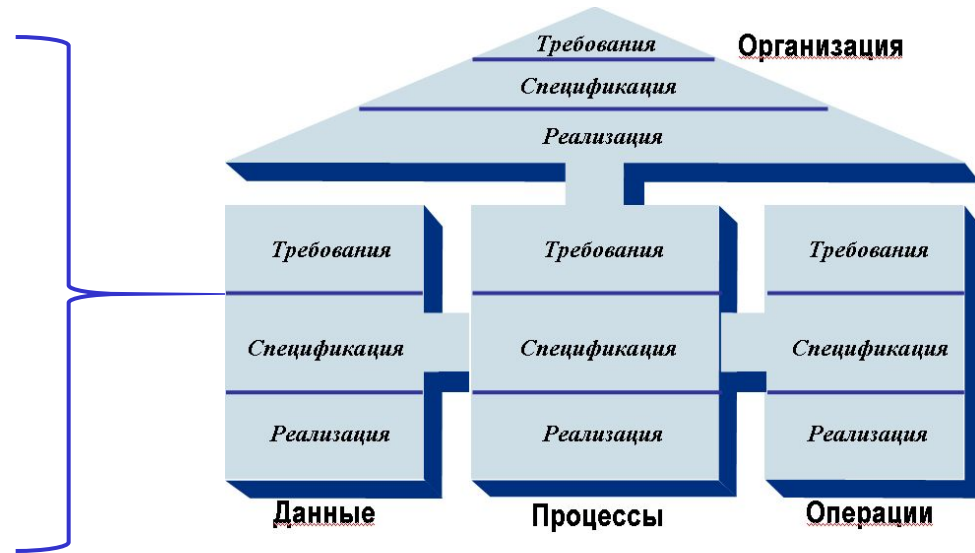 Требования
Организация
Спецификация
Реализация
Требования
Требования
Требования
Спецификация
Спецификация
Спецификация
Реализация
Реализация
Реализация
Данные
Процессы
Операции